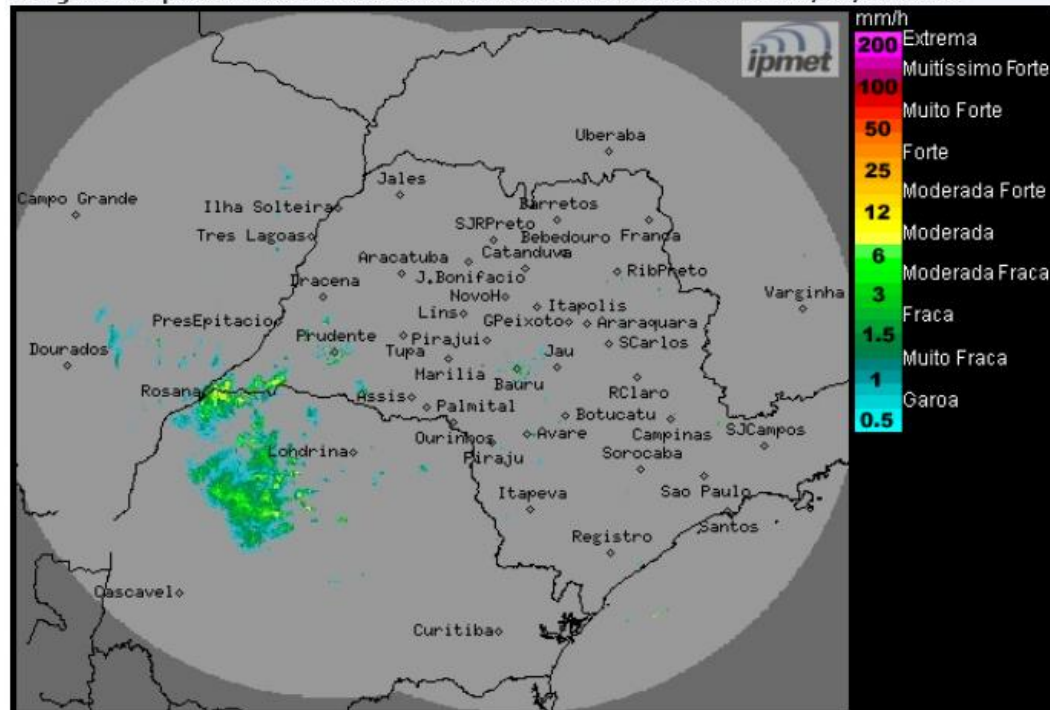 mm/h
200 Extrema
Muitíssimo Forte
100
Muito Forte
50
Forte
25
Moderada Forte
12
Moderada
6
Moderada Fraca
3
Fraca
1.5
Muito Fraca
1
Garoa
0.5
ipmet
Uberaba
Jales
Campo Grande
Ilha Solteira
Barretos
SJRPreto
Tres Lagoas
Bebedouro Franca
Aracatuba
Catanduva
Dracena
J.Bonifacio
RibPreto
NovoH
Varginha
Lins
Itapolis
PresEpitacio
GPeixoto
Araraquara
Prudente
Pirajui
Dourados
Tupa
Jau
SCarlos
Marilia
Bauru
Rosana
Assis
RClaro
Palmital
Botucatu
Ourinhos
Avare
Campinas
SJCampos
Londrina
Piraju
Sorocaba
Itapeva
Sao Paulo
Santos
Registro
Cascavel
Curitiba